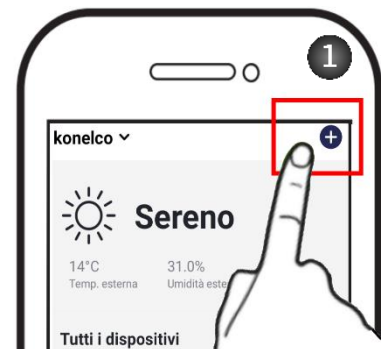 1
konelco
Sereno
14°C 31.0%
Temp. esterna Umidità este
Tutti i dispositivi